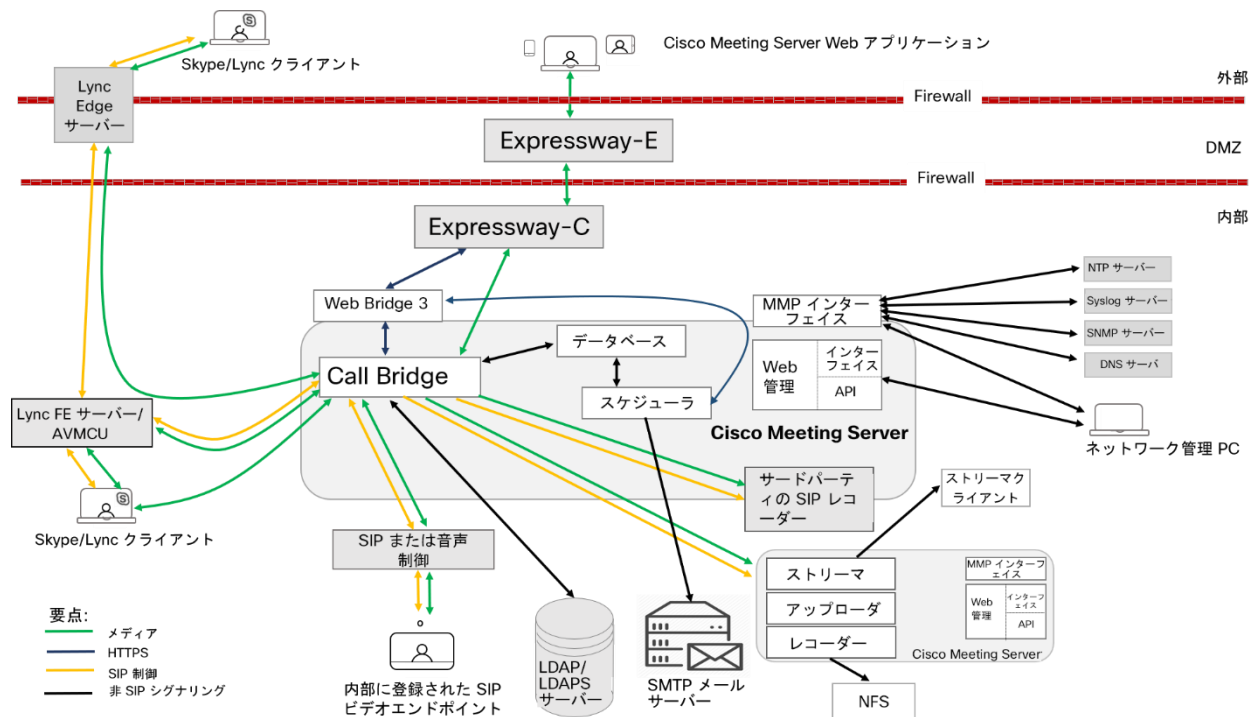 Skype/Lync クライアント
Cisco Meeting Server Web アプリケーション
外部
Lync
Edge
サーバー
Firewall
Expressway-E
DMZ
Firewall
内部
Expressway-C
Web Bridge 3
MMP インター
フェイス
NTP サーバー
Syslog サーバー
SNMP サーバー
DNS サーバ
データベース
Call Bridge
Web
管理
インター
フェイス
API
スケジューラ
Cisco Meeting Server
ネットワーク管理 PC
Lync FE サーバー/
AVMCU
Skype/Lync クライアント
サードパーテ
ィの SIP レコ
ーダー
ストリーマク
ライアント
SIP または音声
制御
ストリーマ
アップローダ
レコーダー
MMP インターフ
ェイス
Web
管理
インターフ
ェイス
API
Cisco Meeting Server
要点:
メディア
HTTPS
SIP 制御
非 SIP シグナリング
内部に登録された SIP
ビデオエンドポイント
LDAP/
LDAPS
サーバー
SMTP メール
サーバー
NFS